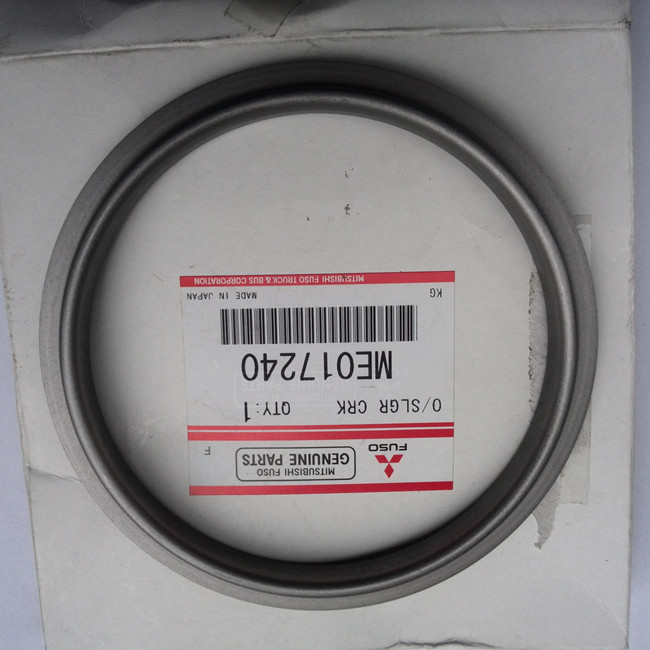 FUSO
MITSUBISHI FUSO
GENUINE PARTS
F
O/SLGR CRK QTY:1
ME017240
KG MADE IN JAPAN
MITSUBISHI FUSO TRUCK & BUS CORPORATION